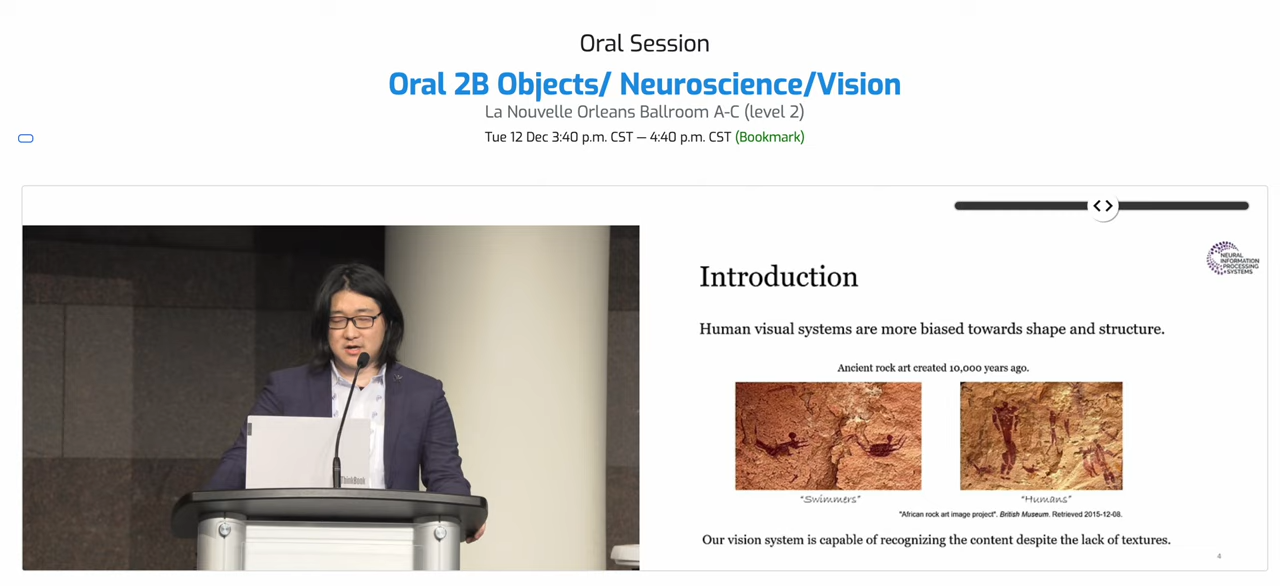 Oral Session
Oral 2B Objects/ Neuroscience/Vision
La Nouvelle Orleans Ballroom A-C (level 2)
Tue 12 Dec 3:40 p.m. CST — 4:40 p.m. CST (Bookmark)
NEURAL
INFORMATION
PROCESSING
SYSTEMS
Introduction
Human visual systems are more biased towards shape and structure.
Ancient rock art created 10,000 years ago.
"Swimmers"
"Humans"
"African rock art image project". British Museum. Retrieved 2015-12-08.
Our vision system is capable of recognizing the content despite the lack of textures.
4
ThinkBook